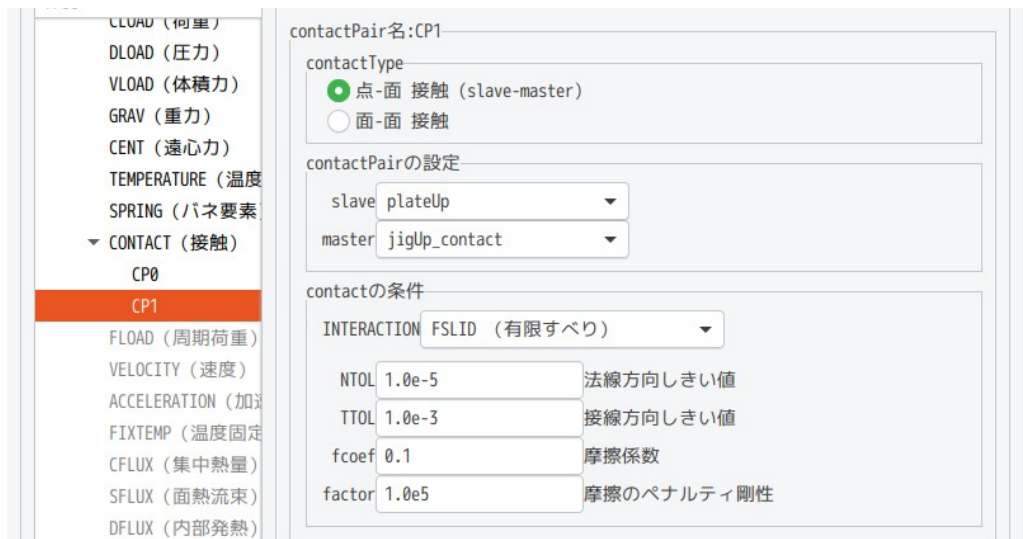 CLOAD (荷重)
DLOAD (圧力)
VLOAD (体積力)
GRAV (重力)
CENT (遠心力)
TEMPERATURE (温度
SPRING (バネ要素
CONTACT (接触)
CP0
CP1
FLOAD (周期荷重)
VELOCITY (速度)
ACCELERATION (加速
FIXTEMP (温度固定
CFLUX (集中熱量)
SFLUX (面熱流束)
DFLUX (内部発熱)
contactPair名:CP1
contactType
点-面 接触 (slave-master)
面-面 接触
contactPairの設定
slave plateUp
master jigUp_contact
contactの条件
INTERACTION FSLID (有限すべり)
NTOL 1.0e-5 法線方向しきい値
TTOL 1.0e-3 接線方向しきい値
fcoef 0.1 摩擦係数
factor 1.0e5 摩擦のペナルティ剛性